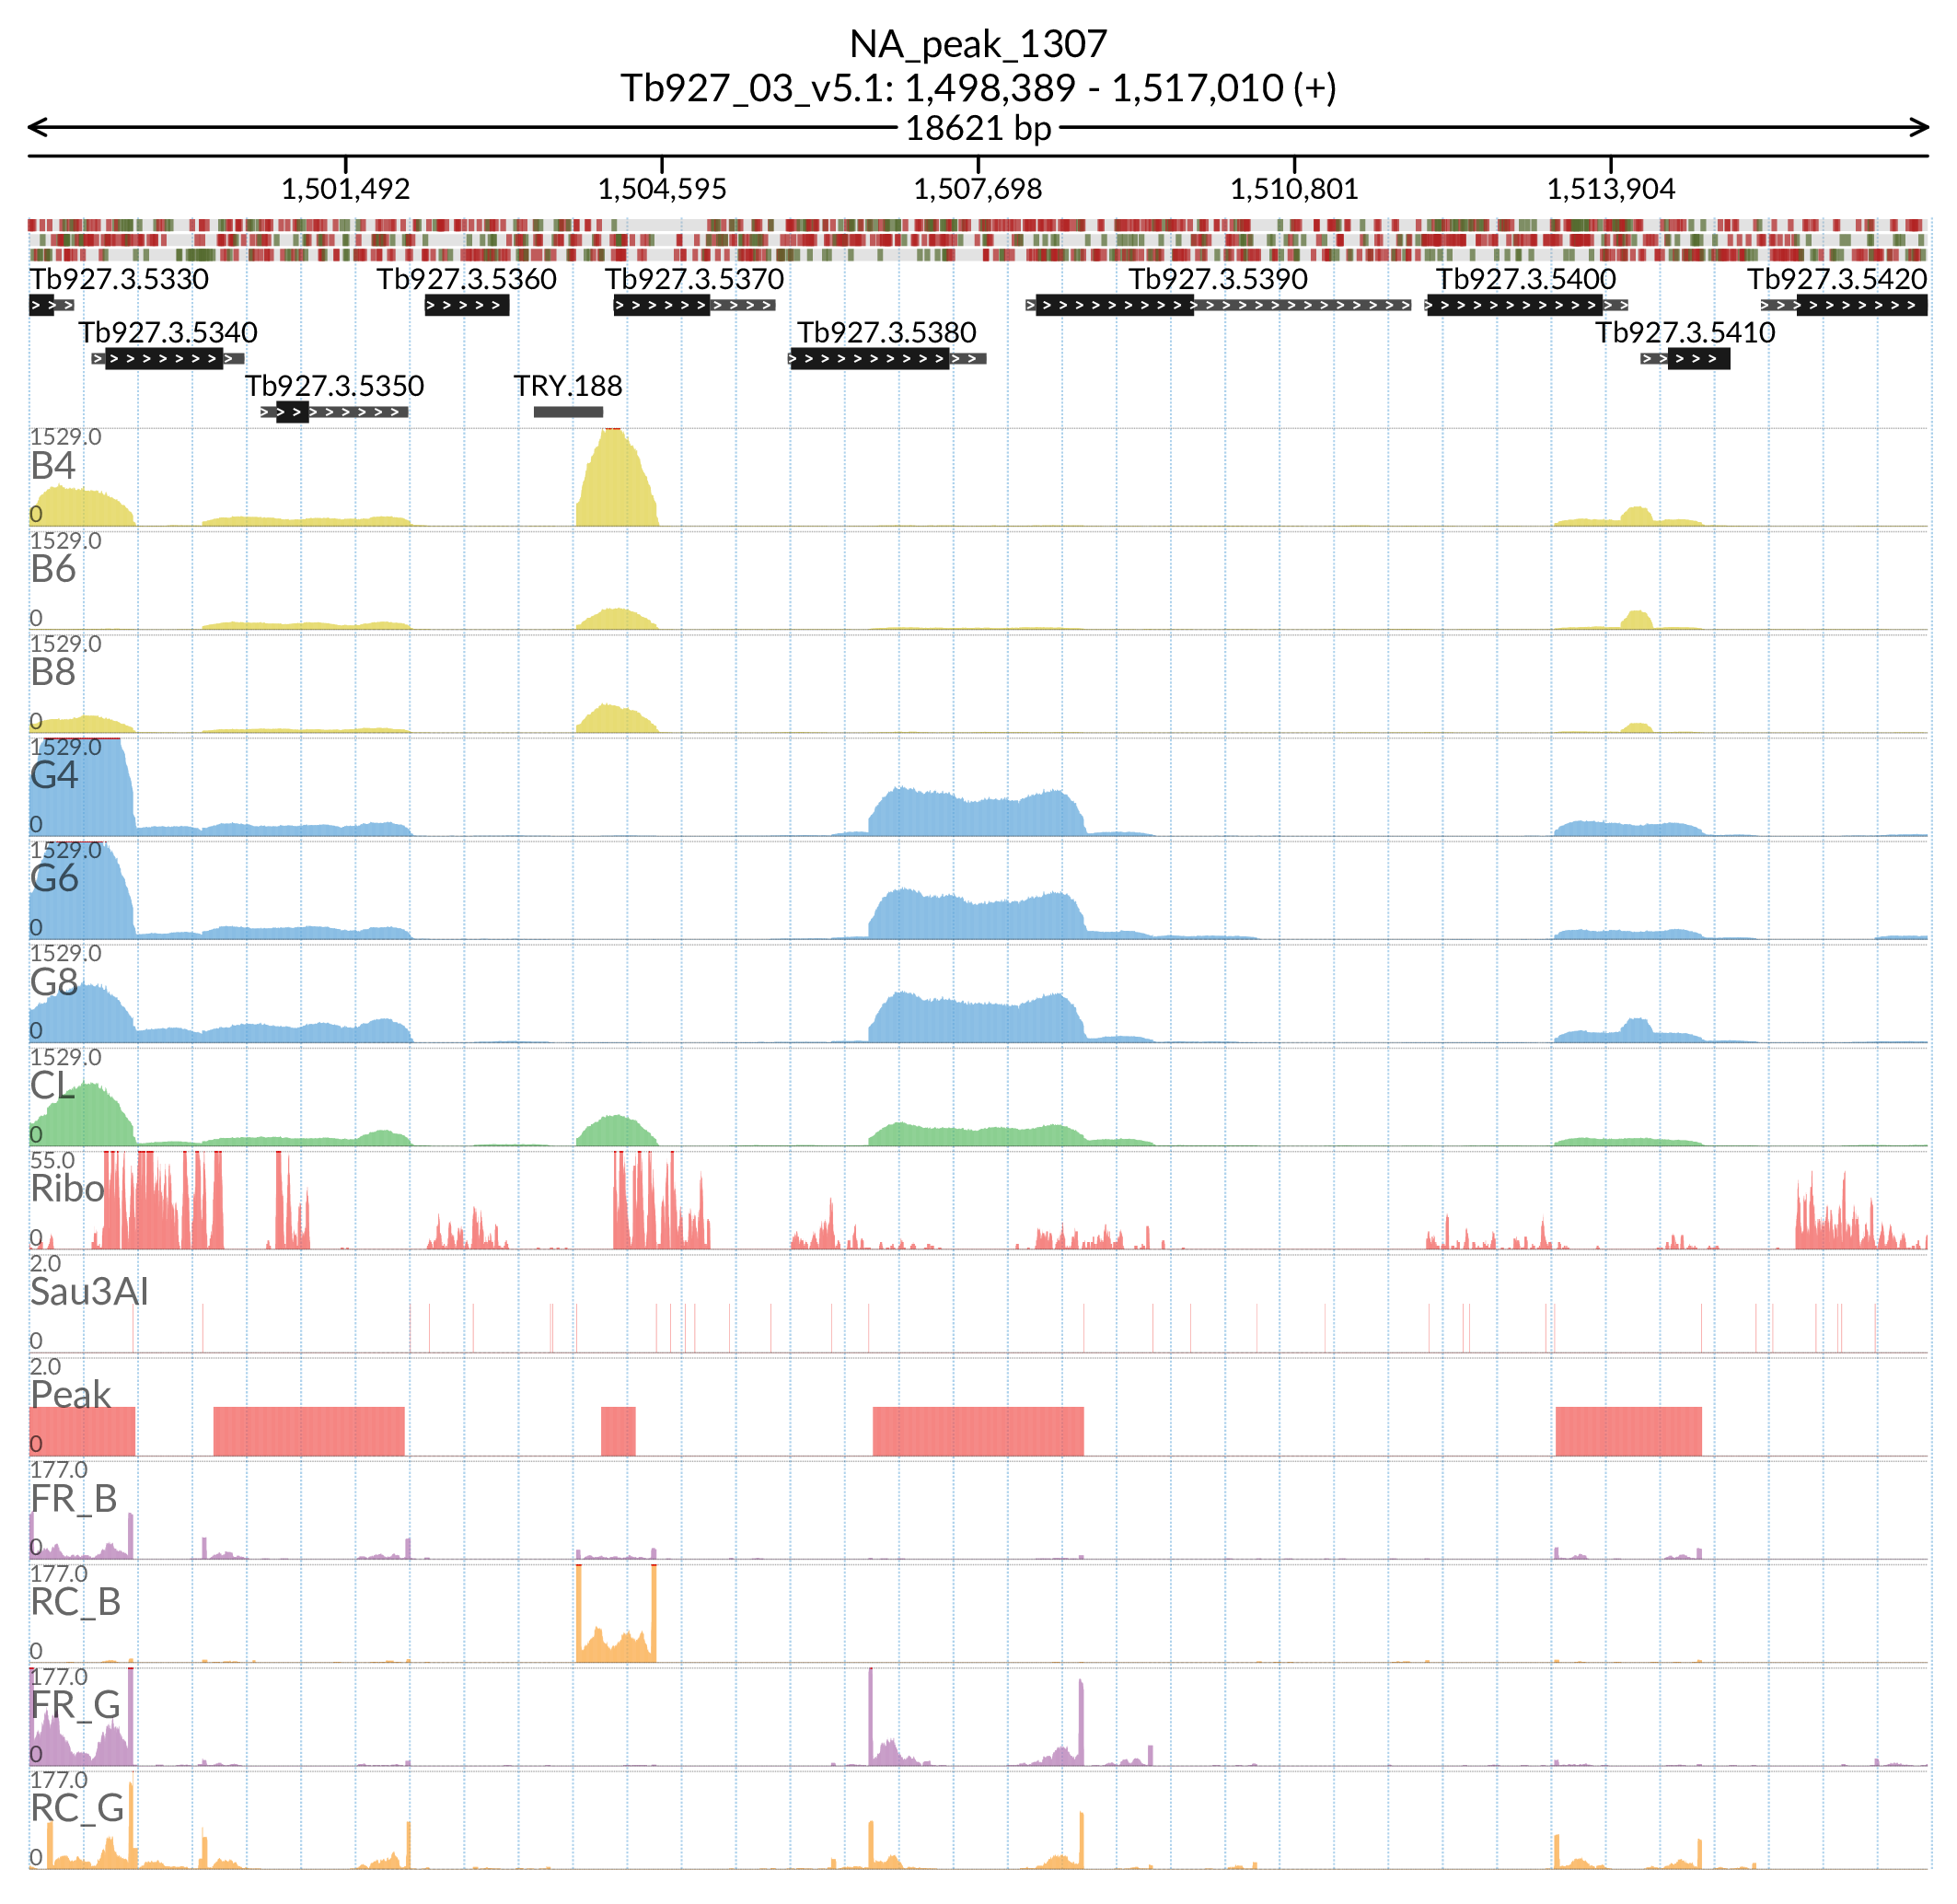 NA_peak_1307
Tb927_03_v5.1: 1,498,389 - 1,517,010 (+)
18621 bp
1,501,492 1,504,595 1,507,698 1,510,801 1,513,904
Tb927.3.5330 Tb927.3.5360 Tb927.3.5370 Tb927.3.5390 Tb927.3.5400 Tb927.3.5420
Tb927.3.5340 Tb927.3.5380 Tb927.3.5410
Tb927.3.5350 TRY.188
1529.0
B4
0
1529.0
B6
0
1529.0
B8
0
1529.0
G4
0
1529.0
G6
0
1529.0
G8
0
1529.0
CL
0
55.0
Ribo
0
2.0
Sau3AI
0
2.0
Peak
0
177.0
FR_B
0
177.0
RC_B
0
177.0
FR_G
0
177.0
RC_G
0